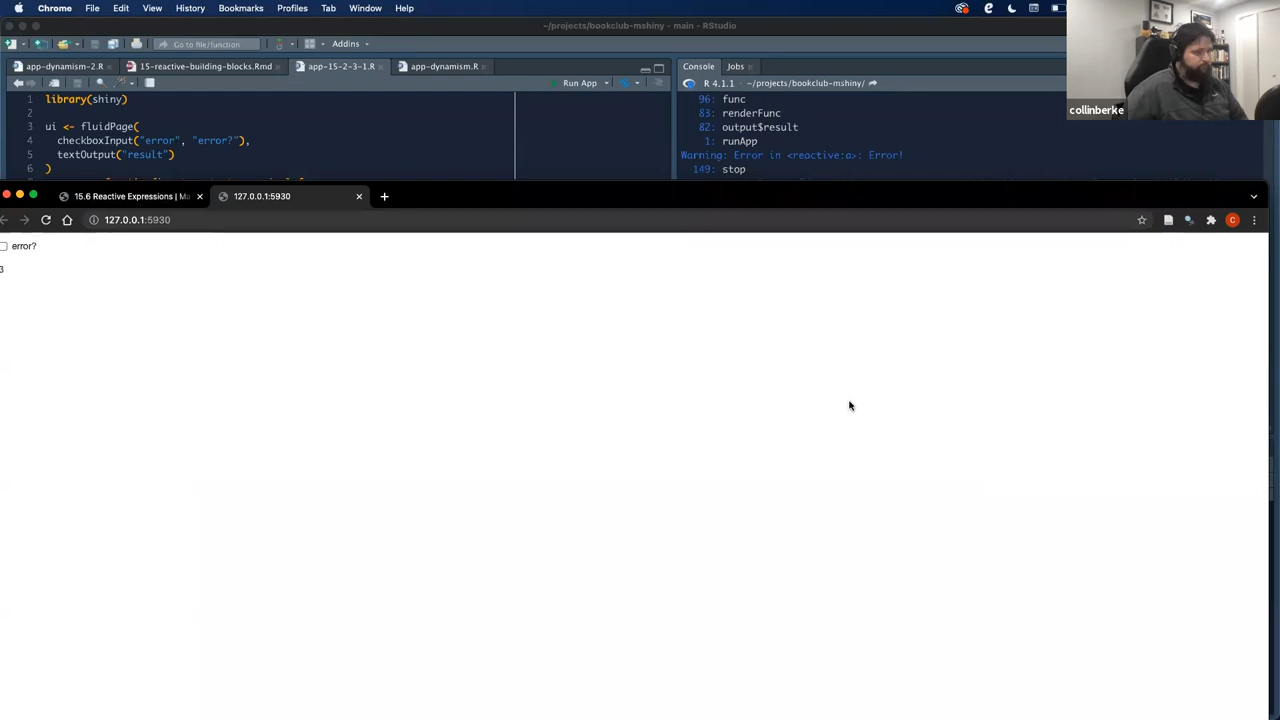 Chrome File Edit View History Bookmarks Profiles Tab Window Help
~/projects/bookclub-mshiny - main - RStudio
Go to file/function Addins
app-dynamism-2.R 15-reactive-building-blocks.Rmd app-15-2-3-1.R app-dynamism.R
Run App
1 library(shiny)
2
3 ui <- fluidPage(
4 checkboxInput("error", "error?"),
5 textOutput("result")
6 )
Console Jobs
R 4.1.1 · ~/projects/bookclub-mshiny/
96: func
83: renderFunc
82: output$result
1: runApp
Warning: Error in <reactive:a>: Error!
149: stop
collinberke
15.6 Reactive Expressions | Ma 127.0.0.1:5930
127.0.0.1:5930
C
error?
3